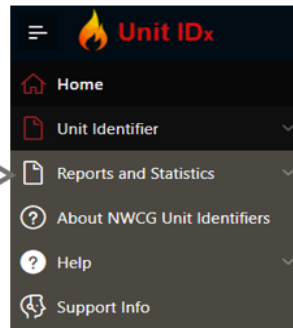 Unit IDx
Home
Unit Identifier
Reports and Statistics
About NWCG Unit Identifiers
Help
Support Info